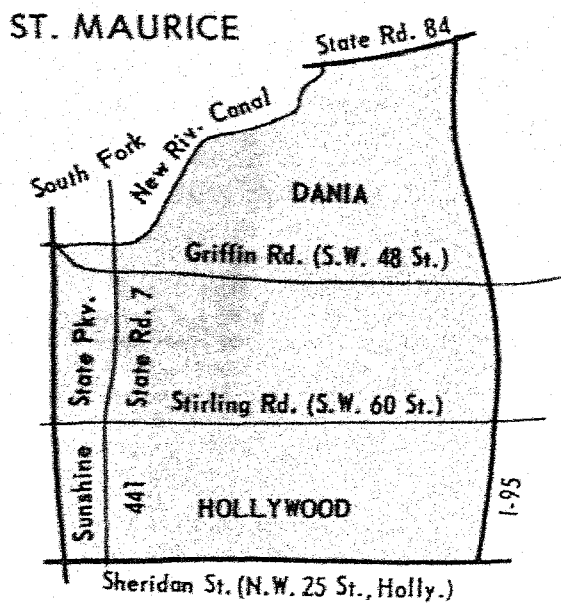 ST. MAURICE
State Rd. 84
New Riv. Canal
South Fork
DANIA
Griffin Rd. (S.W. 48 St.)
State Rd. 7
Sunshine State Pkv.
Stirling Rd. (S.W. 60 St.)
441
HOLLYWOOD
I-95
Sheridan St. (N.W. 25 St., Holly.)